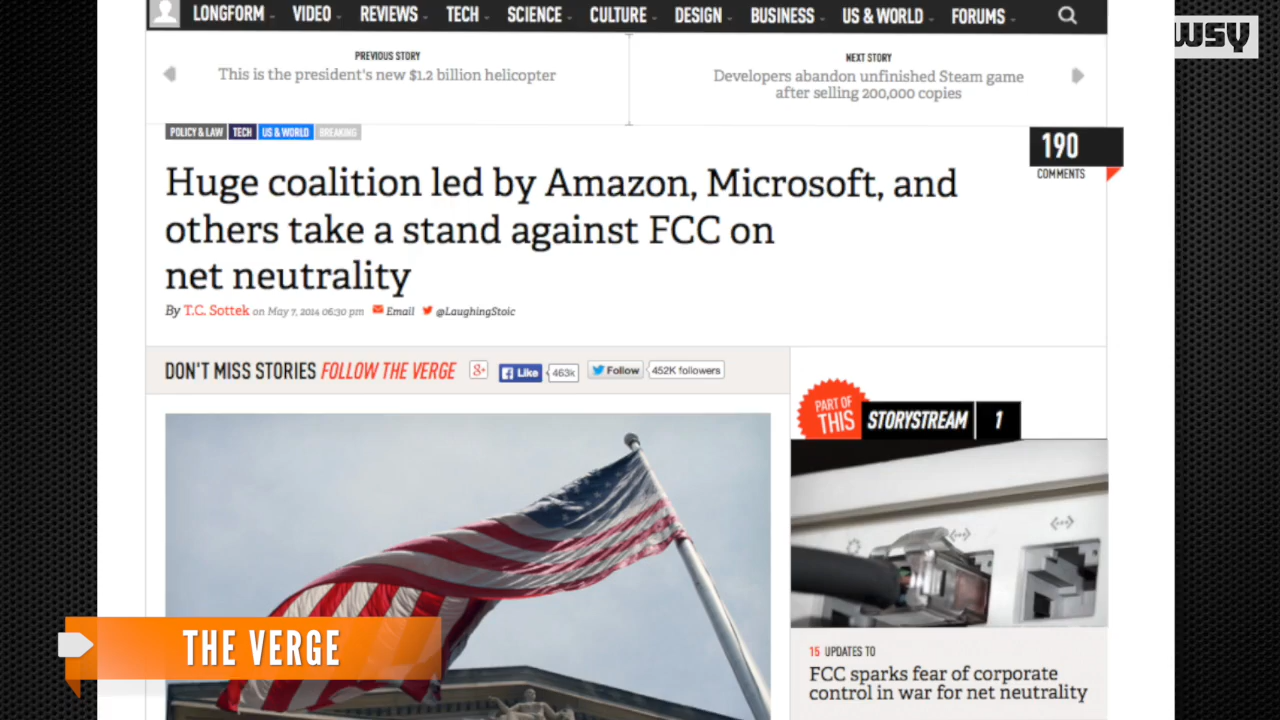 LONGFORM VIDEO REVIEWS TECH SCIENCE CULTURE DESIGN BUSINESS US & WORLD FORUMS
wsy
PREVIOUS STORY
This is the president's new $1.2 billion helicopter
NEXT STORY
Developers abandon unfinished Steam game
after selling 200,000 copies
POLICY & LAW TECH US & WORLD BREAKING
190
COMMENTS
Huge coalition led by Amazon, Microsoft, and
others take a stand against FCC on
net neutrality
By T.C. Sottek on May 7, 2014 06:30 pm Email @LaughingStoic
DON'T MISS STORIES FOLLOW THE VERGE 8+ Like 463k Follow 452K followers
PART OF
THIS STORYSTREAM 1
15 UPDATES TO
FCC sparks fear of corporate
control in war for net neutrality
THE VERGE